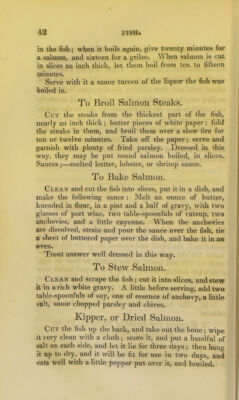 42 FISH.
in the fish; when it boils again, give twenty minutes for
a salmon, and sixteen for a grilse. When salmon is cut
in slices an inch thick, let them boil from ten to fifteen
minutes.
Serve with it a sauce tureen of the liquor the fish was
boiled in.
To Broil Salmon Steaks.
Cut the steaks from the thickest part of the fish,
nearly an inch thick; butter pieces of white paper; fold
the steaks in them, and broil them over a slow fire for
ten or twelve minutes. Take off the paper; serve and
garnish with plenty of fried parsley. Dressed in this
way, they may be put round salmon boiled, in slices.
Sauces;—melted butter, lobster, or shrimp sauce.
To Bake Salmon.
Clean and cut the fish into slices, put it in a dish, and
make the following sauce: Melt an ounce of butter,
kneaded in flour, in a pint and a half of gravy, with two
glasses of port wine, two table-spoonfuls of catsup, two
anchovies, and a little cayenne. When the anchovies
are dissolved, strain and pour the sauce over the fish, tie
a sheet of buttered paper over the dish, and bake it in an
oven.
Trout answer well dressed in this way.
To Stew Salmon.
Clean and scrape the fish; cut it into slices, and stew
it in a rich white gravy. A little before serving, add two
table-spoonfuls of soy, one of essence of anchovy, a little
salt, some chopped parsley and chives.
Kipper, or Dried Salmon.
Cut the fish up the back, and take out the bone; wipe
it very clean with a cloth; score it, and put a handful of
salt on each side, and let it lie for three days; then hang
it up to dry, and it will be fit for use in two days, and
eats well with a little pepper put over it, and broiled.